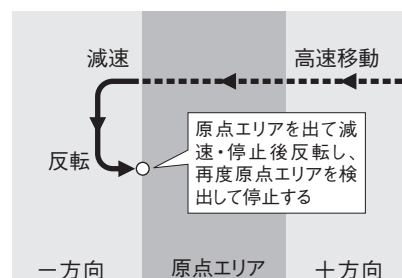 減速
高速移動
反転
原点エリアを出て減
速・停止後反転し、
再度原点エリアを検
出して停止する
－方向
原点エリア
＋方向